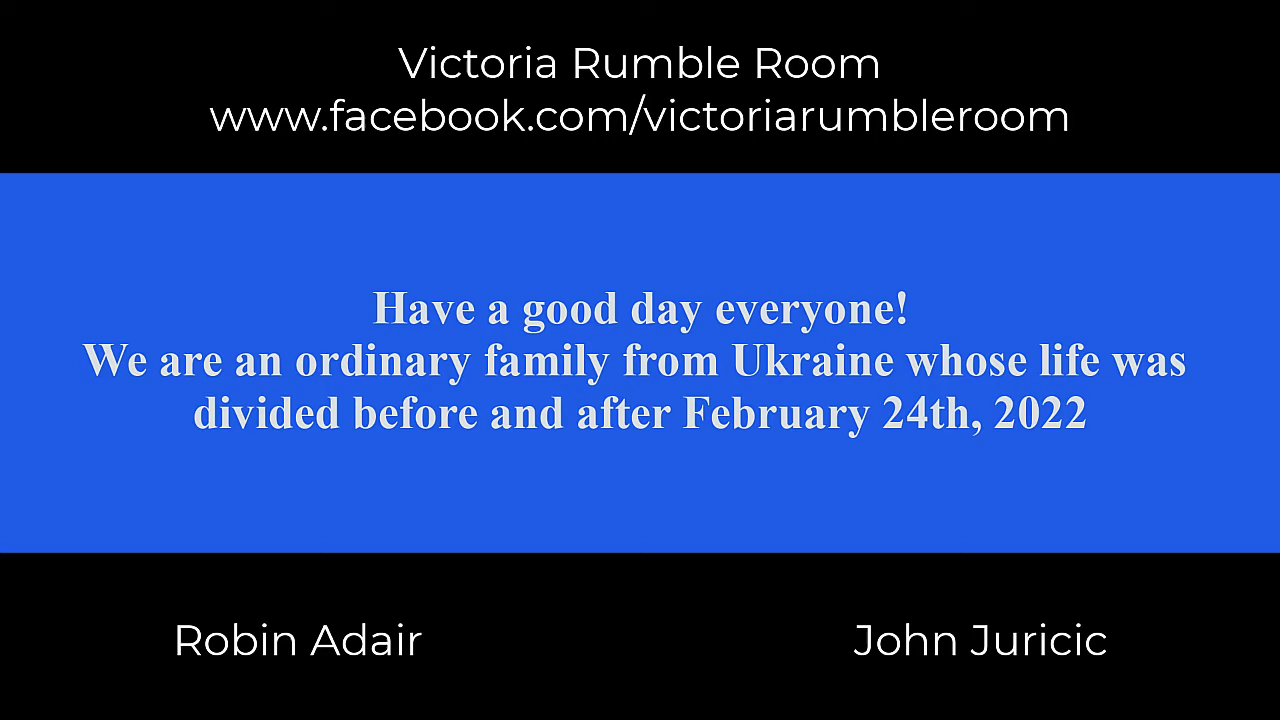 Victoria Rumble Room
www.facebook.com/victoriarumbleroom
Have a good day everyone!
We are an ordinary family from Ukraine whose life was
divided before and after February 24th, 2022
Robin Adair
John Juricic